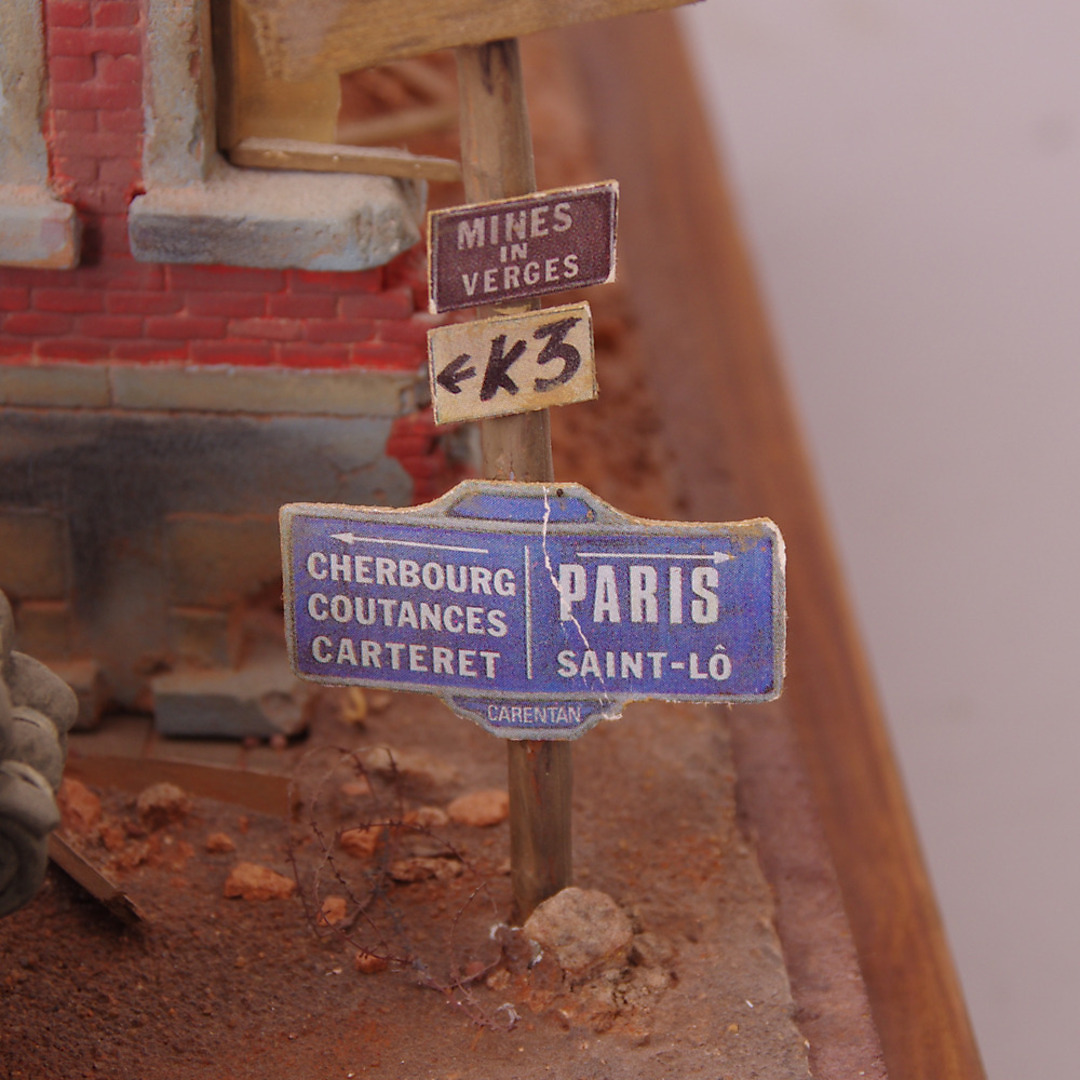 MINES
IN
VERGES
←K3
CHERBOURG
COUTANCES
CARTERET
PARIS
SAINT-LÔ
CARENTAN